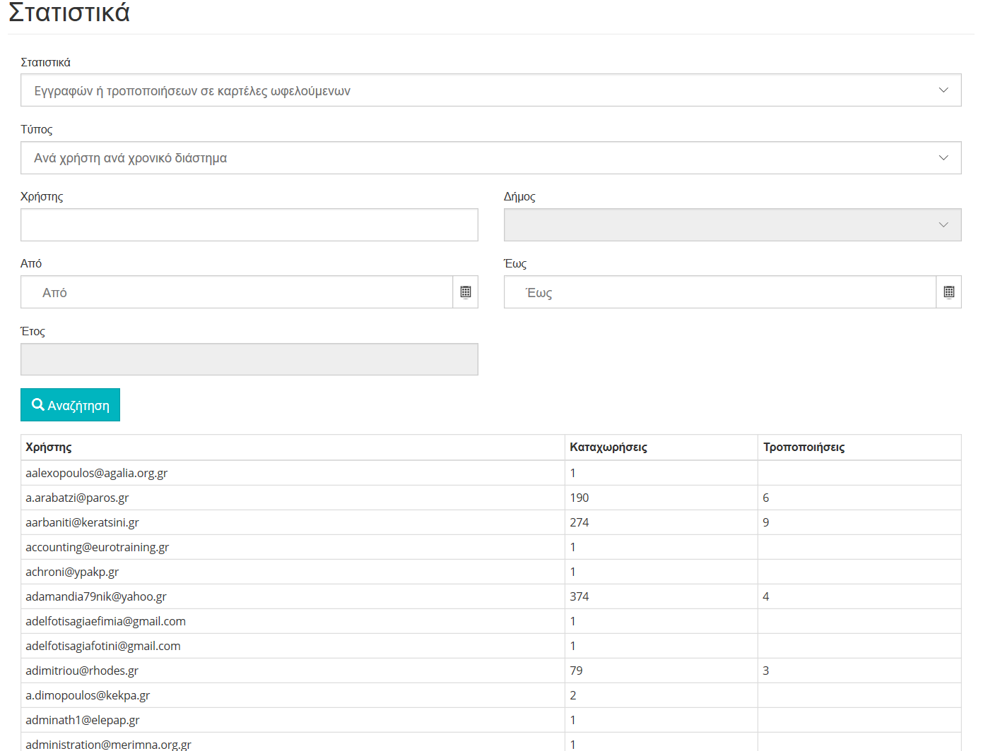 Στατιστικά
Στατιστικά
Εγγραφών ή τροποποιήσεων σε καρτέλες ωφελούμενων
Τύπος
Ανά χρήστη ανά χρονικό διάστημα
Χρήστης Δήμος
Από Έως
Από Έως
Έτος
Αναζήτηση
Χρήστης Καταχωρήσεις Τροποποιήσεις
aalexopoulos@agalia.org.gr 1
a.arabatzi@paros.gr 190 6
aarbaniti@keratsini.gr 274 9
accounting@eurotraining.gr 1
achroni@ypakp.gr 1
adamandia79nik@yahoo.gr 374 4
adelfotisagiaefimia@gmail.com 1
adelfotisagiafotini@gmail.com 1
adimitriou@rhodes.gr 79 3
a.dimopoulos@kekpa.gr 2
adminath1@elepap.gr 1
administration@merimna.org.gr 1